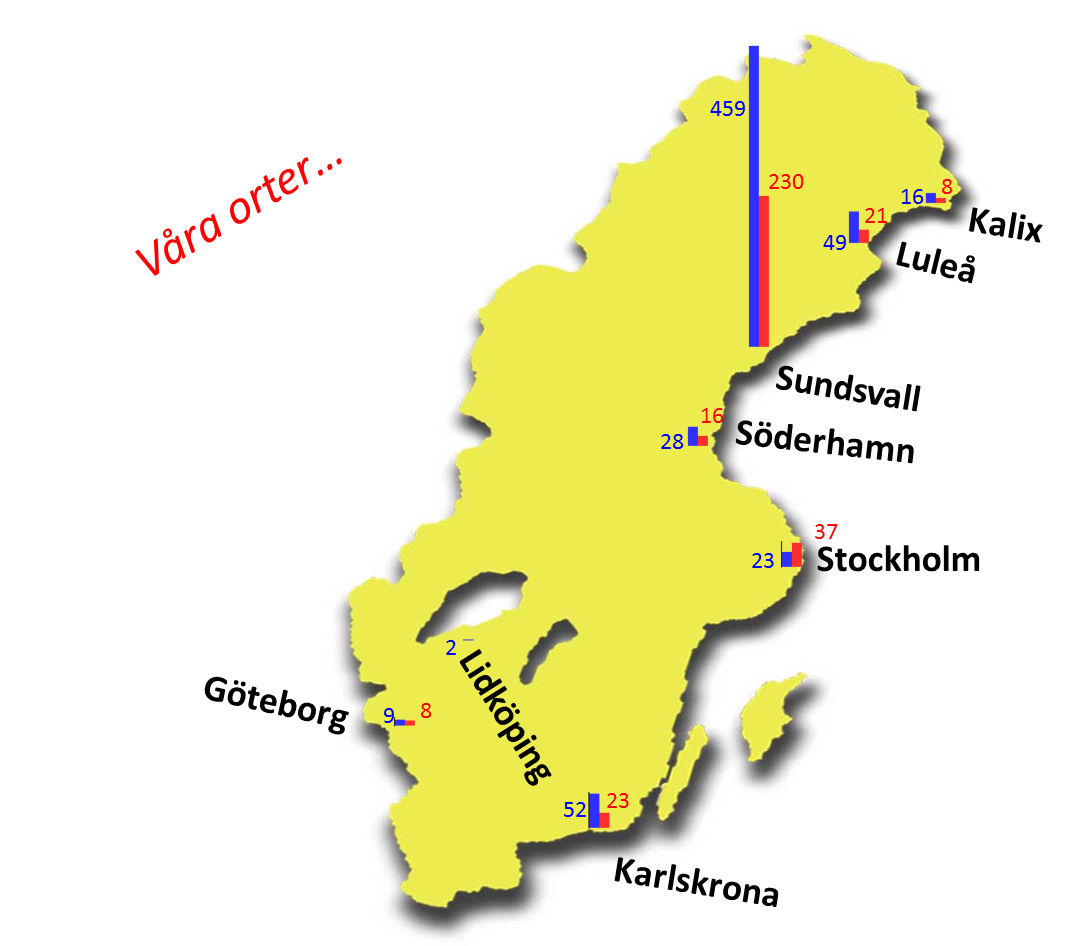 Våra orter...
459
230
16
8
Kalix
49
21
Luleå
Sundsvall
28
16
Söderhamn
23
37
Stockholm
2
Lidköping
Göteborg
9
8
52
23
Karlskrona